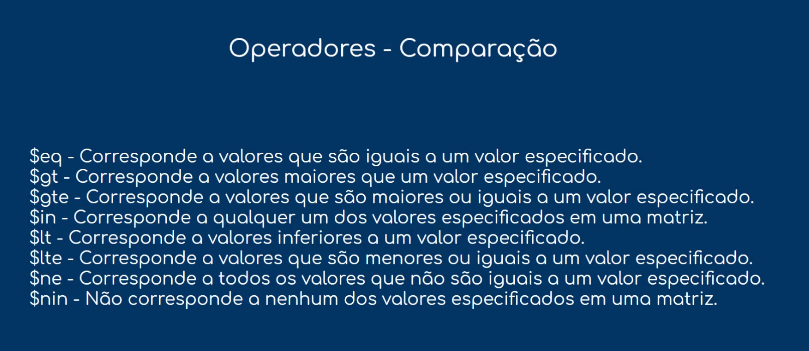 Operadores - Comparação
$eq - Corresponde a valores que são iguais a um valor especificado.
$gt - Corresponde a valores maiores que um valor especificado.
$gte - Corresponde a valores que são maiores ou iguais a um valor especificado.
$in - Corresponde a qualquer um dos valores especificados em uma matriz.
$lt - Corresponde a valores inferiores a um valor especificado.
$lte - Corresponde a valores que são menores ou iguais a um valor especificado.
$ne - Corresponde a todos os valores que não são iguais a um valor especificado.
$nin - Não corresponde a nenhum dos valores especificados em uma matriz.